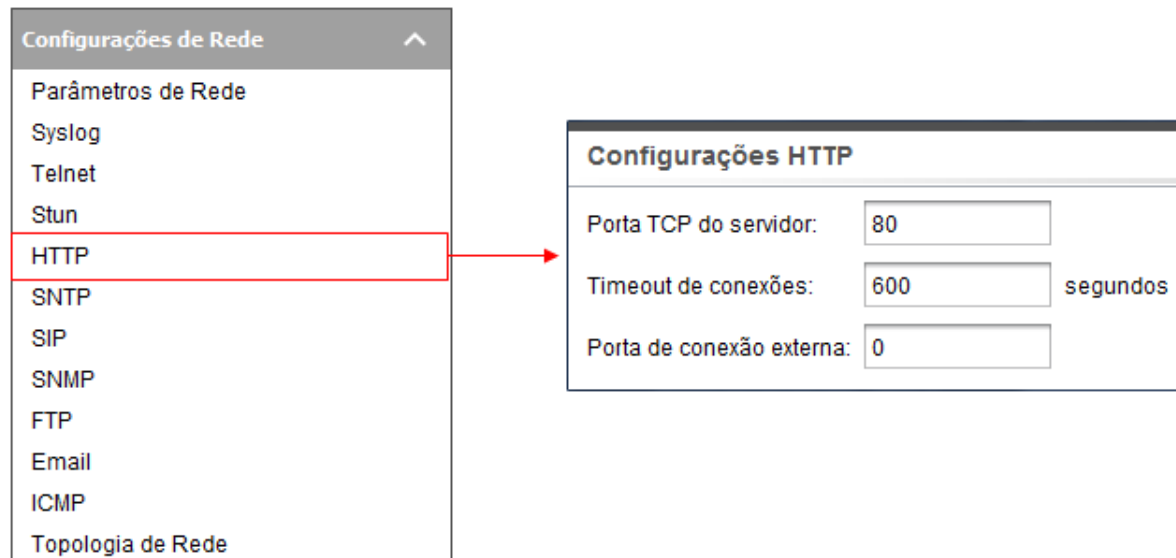 Configurações de Rede
Parâmetros de Rede
Syslog
Telnet
Stun
HTTP
SNTP
SIP
SNMP
FTP
Email
ICMP
Topologia de Rede
Configurações HTTP
Porta TCP do servidor: 80
Timeout de conexões: 600 segundos
Porta de conexão externa: 0